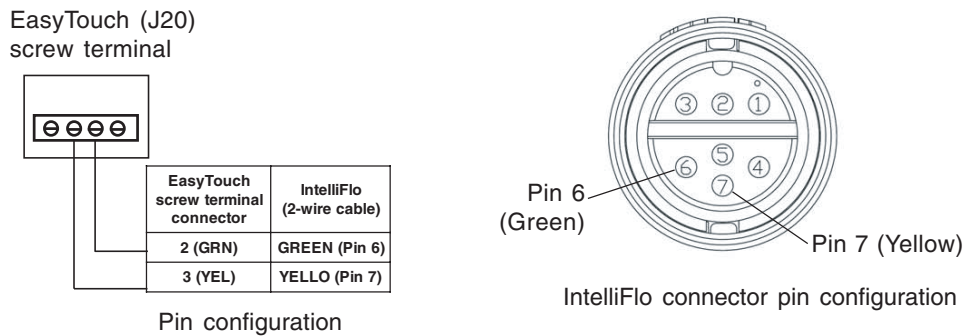 EasyTouch (J20)
screw terminal
EasyTouch
screw terminal
connector
IntelliFlo
(2-wire cable)
2 (GRN)
GREEN (Pin 6)
3 (YEL)
YELLO (Pin 7)
Pin configuration
3
2
1
5
6
4
7
Pin 6
(Green)
Pin 7 (Yellow)
IntelliFlo connector pin configuration